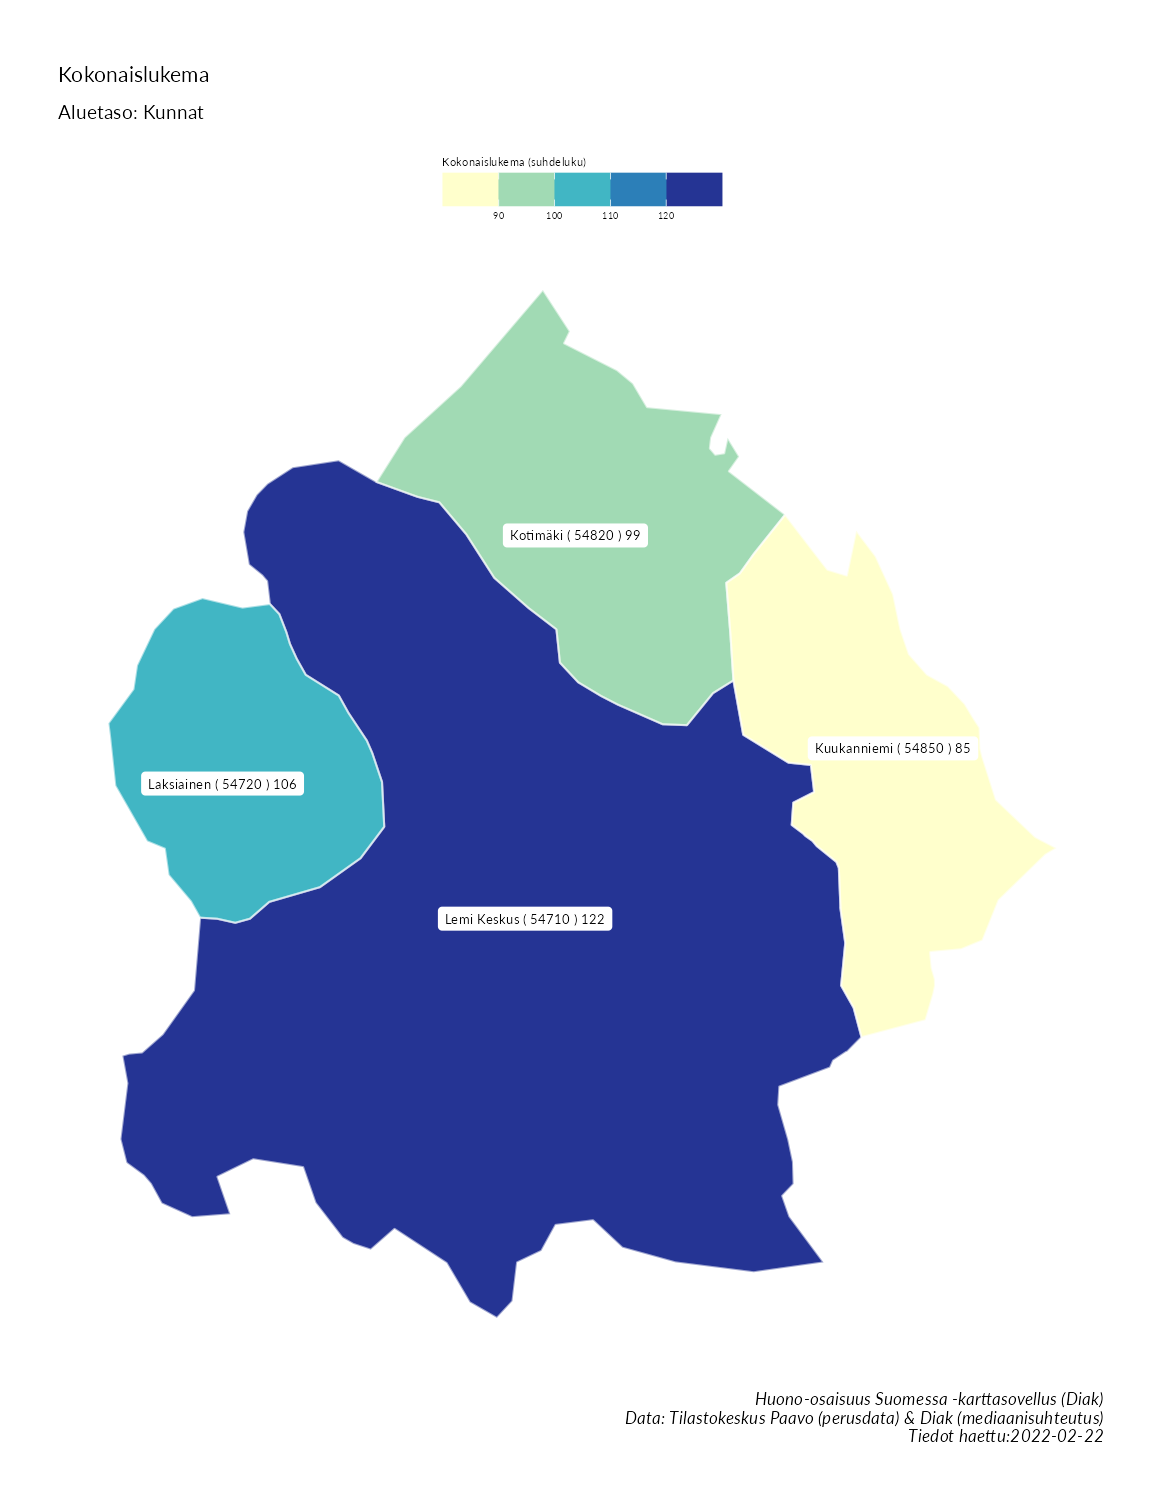 Kokonaislukema
Aluetaso: Kunnat
Kokonaislukema (suhdeluku)
90 100 110 120
Kotimäki ( 54820 ) 99
Kuukanniemi ( 54850 ) 85
Laksiainen ( 54720 ) 106
Lemi Keskus ( 54710 ) 122
Huono-osaisuus Suomessa -karttasovellus (Diak)
Data: Tilastokeskus Paavo (perusdata) & Diak (mediaanisuhteutus)
Tiedot haettu:2022-02-22